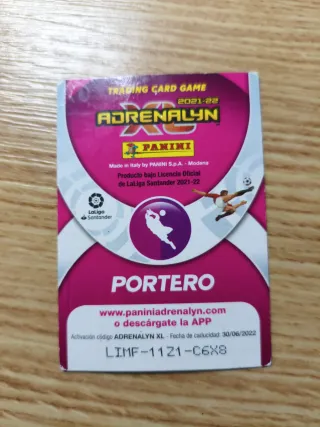 TRADING CARD GAME
2021-22
ADRENALYN
XL
PANINI
Made in Italy by PANINI S.p.A. - Modena
Producto bajo Licencia Oficial
de LaLiga Santander 2021-22
LaLiga
Santander
PORTERO
www.paniniadrenalyn.com
o descárgate la APP
Activación código ADRENALYN XL - Fecha de caducidad: 30/06/2022
LIMF-11Z1-C6X8